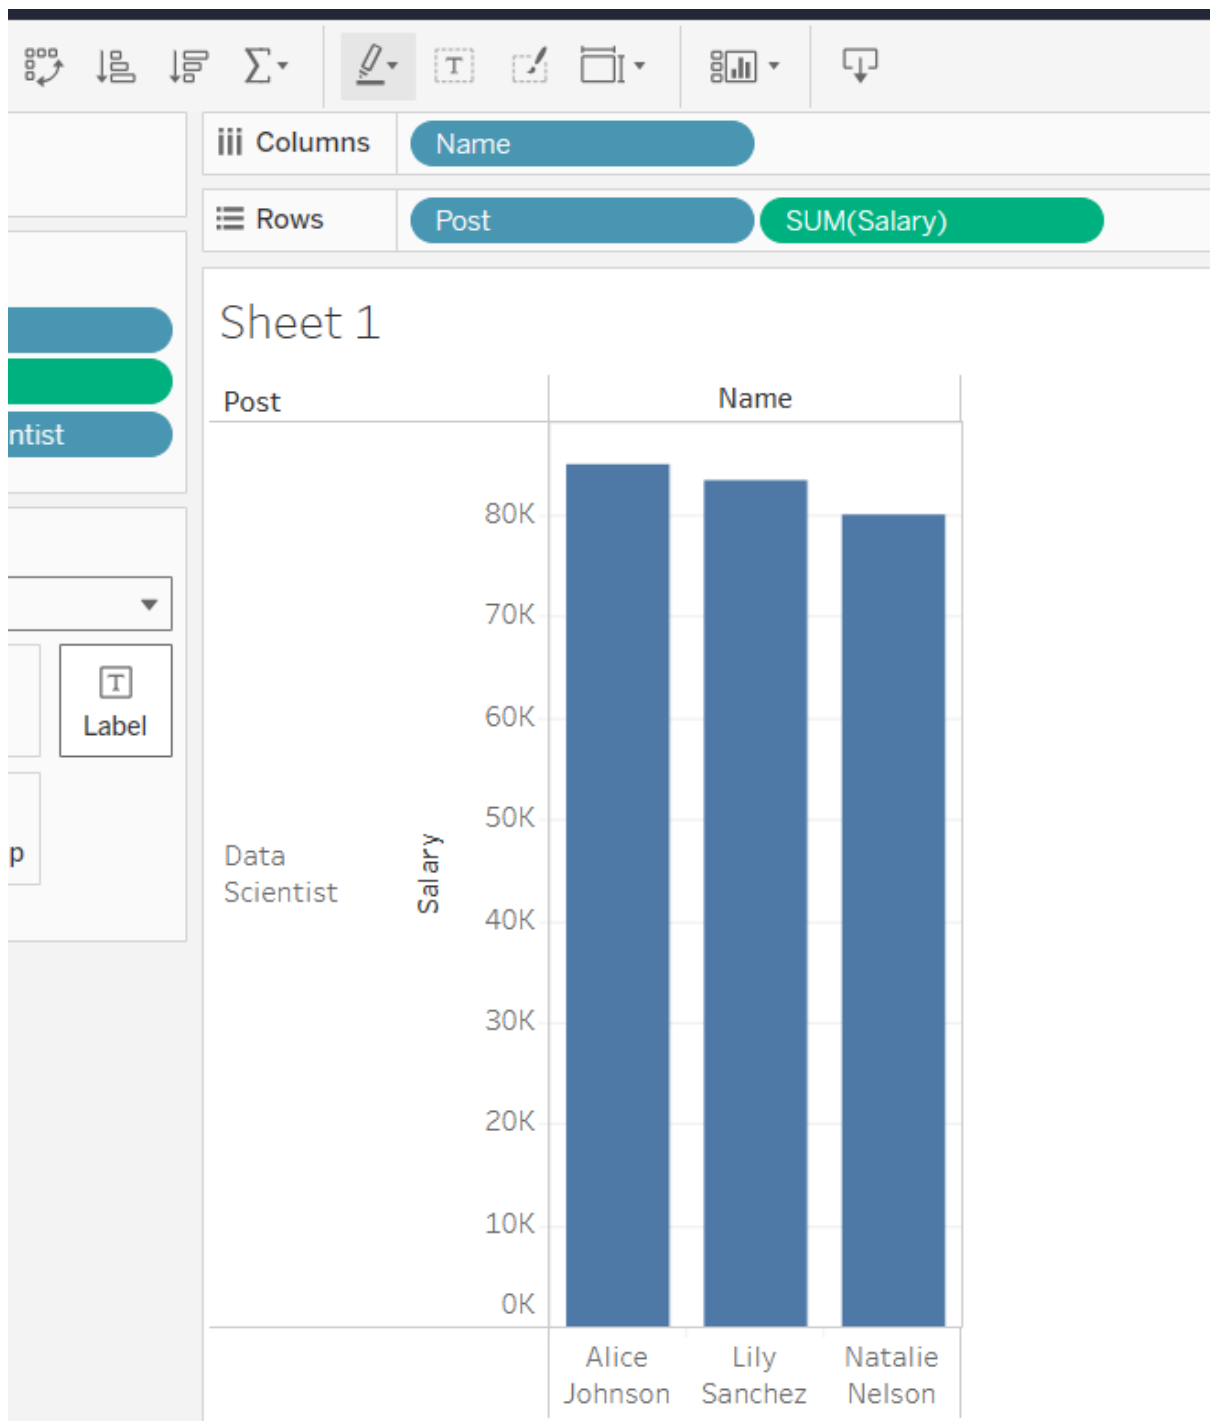 Columns
Name
Rows
Post
SUM(Salary)
Sheet 1
ntist
Label
p
Post
Name
Data
Scientist
Salary
80K
70K
60K
50K
40K
30K
20K
10K
0K
Alice
Johnson
Lily
Sanchez
Natalie
Nelson